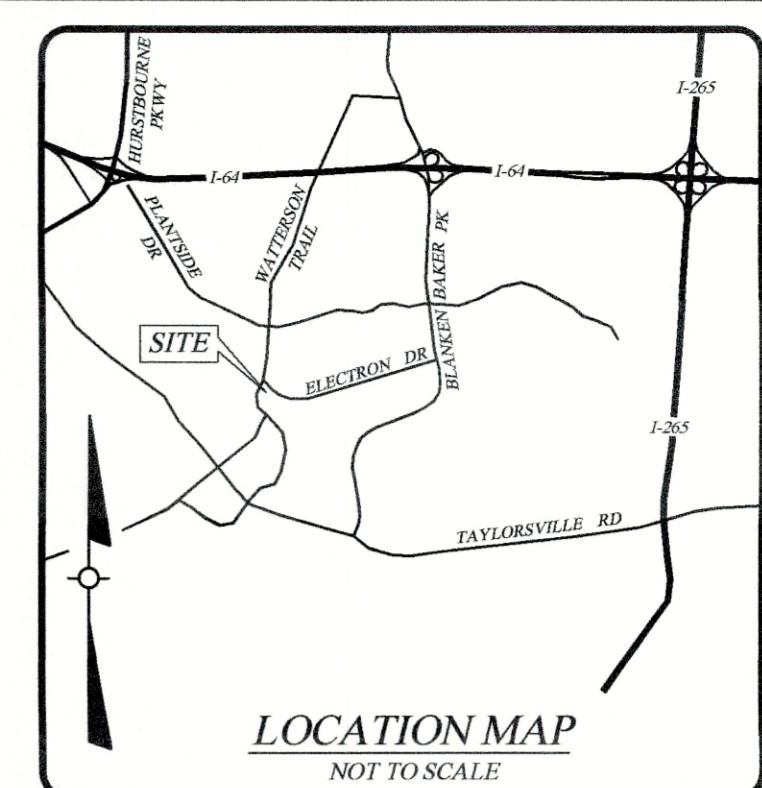 HURSTBOURNE
PKWY
I-265
I-64
I-64
PLANTSIDE
DR
WATTERSON
TRAIL
BLANKEN BAKER PK
SITE
ELECTRON DR
I-265
TAYLORSVILLE RD
LOCATION MAP
NOT TO SCALE